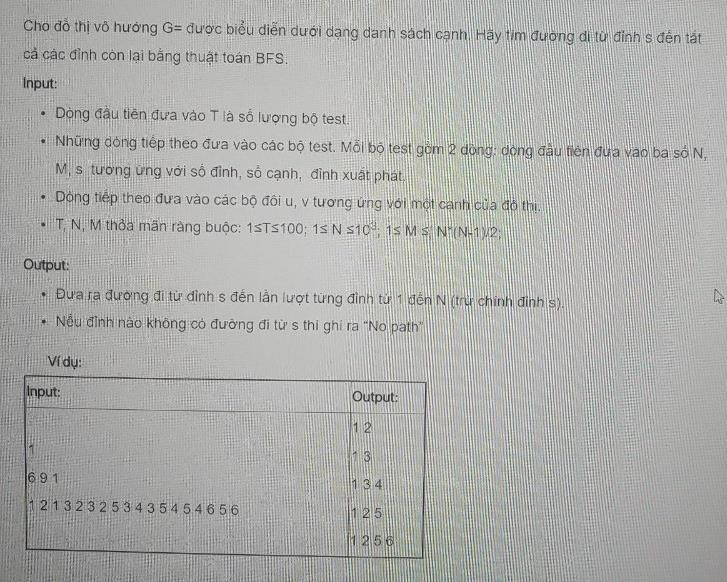 Cho đồ thị vô hướng G= được biểu diễn dưới dạng danh sách cạnh. Hãy tìm đường đi từ đỉnh s đến tất
cả các đỉnh còn lại bằng thuật toán BFS.
Input:
• Dòng đầu tiên đưa vào T là số lượng bộ test.
• Những dòng tiếp theo đưa vào các bộ test. Mỗi bộ test gồm 2 dòng: dòng đầu tiên đưa vào ba số N,
M, s tương ứng với số đỉnh, số cạnh, đỉnh xuất phát.
• Dòng tiếp theo đưa vào các bộ đôi u, v tương ứng với một cạnh của đồ thị.
• T, N, M thỏa mãn ràng buộc: 1≤T≤100; 1≤ N ≤10³; 1≤ M ≤ N*(N-1)/2;
Output:
• Đưa ra đường đi từ đỉnh s đến lần lượt từng đỉnh từ 1 đến N (trừ chính đỉnh s).
• Nếu đỉnh nào không có đường đi từ s thì ghi ra "No path"
Ví dụ:
Input:
Output:
1
6 9 1
1 2 1 3 2 3 2 5 3 4 3 5 4 5 4 6 5 6
1 2
1 3
1 3 4
1 2 5
1 2 5 6